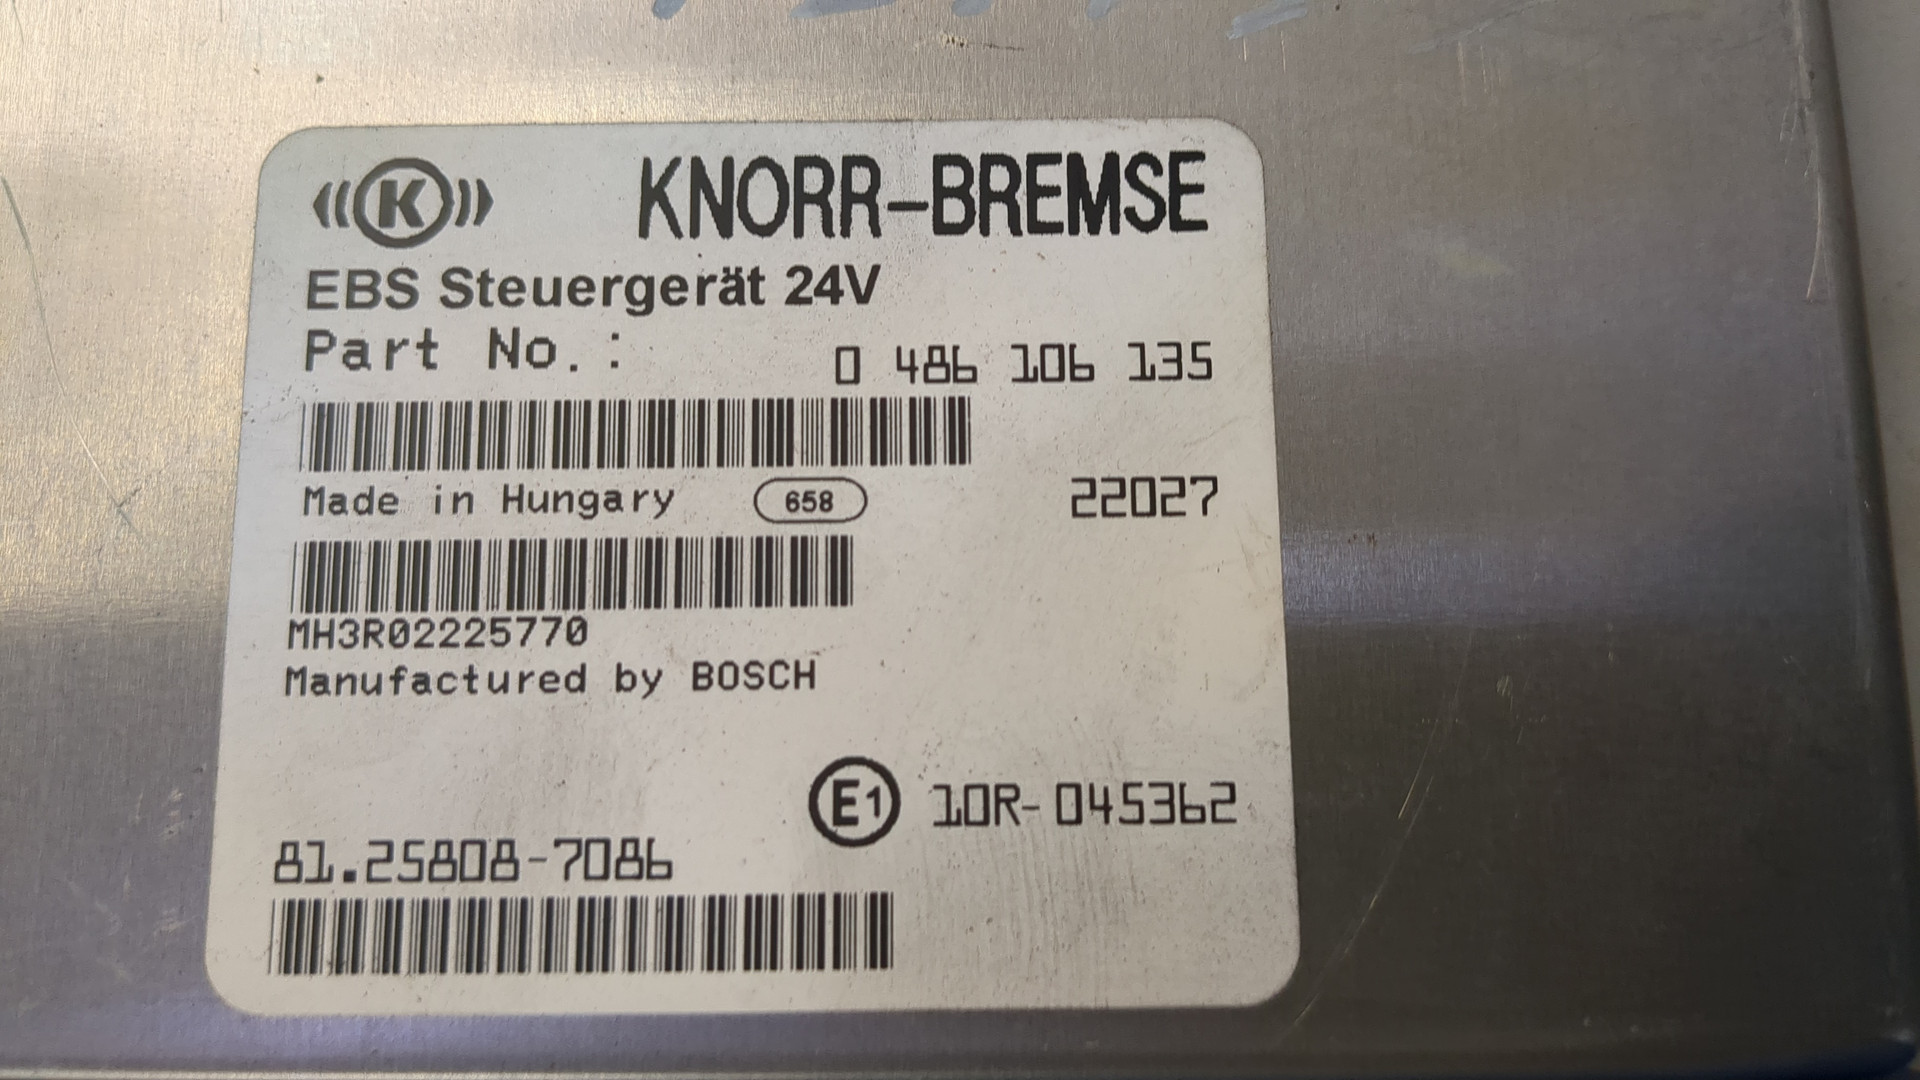 K KNORR-BREMSE
EBS Steuergerät 24V
Part No.: 0 486 106 135
Made in Hungary 658 22027
MH3R02225770
Manufactured by BOSCH
E1 10R-045362
81.25808-7086